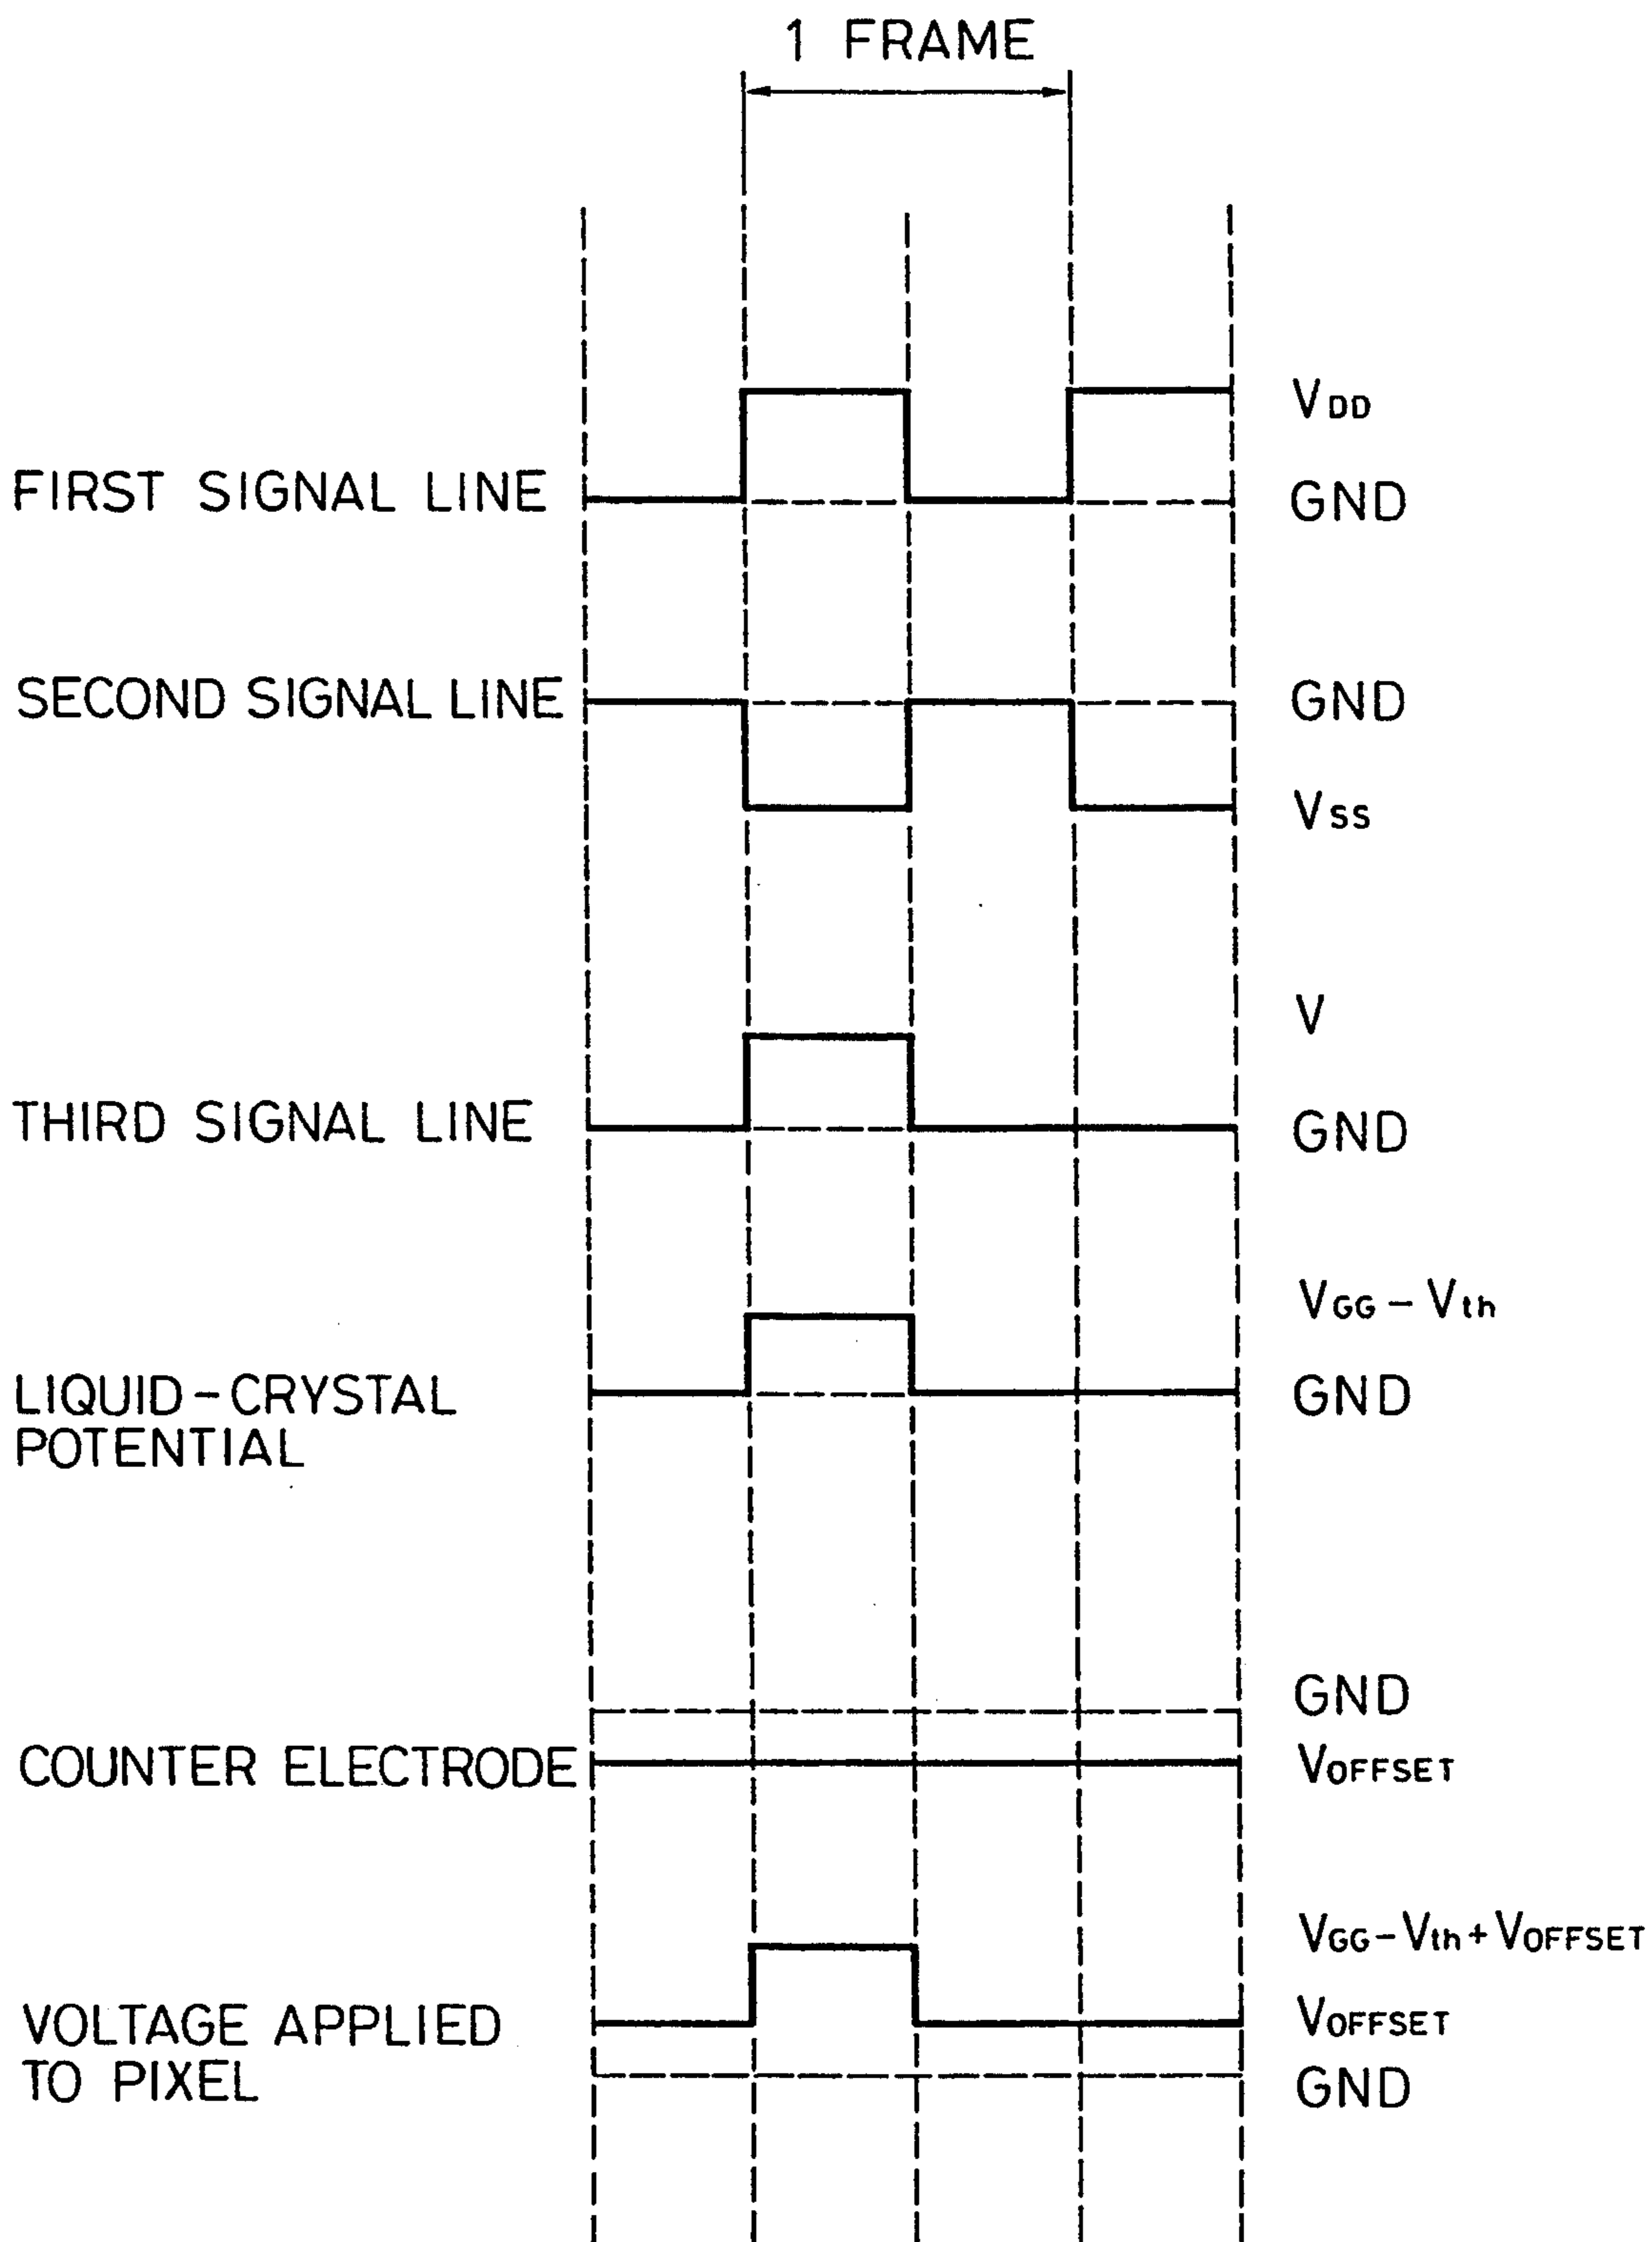 1 FRAME
VDD
FIRST SIGNAL LINE
GND
SECOND SIGNAL LINE
GND
VSS
V
THIRD SIGNAL LINE
GND
VGG - Vth
LIQUID-CRYSTAL
POTENTIAL
GND
GND
COUNTER ELECTRODE
VOFFSET
VGG-Vth+VOFFSET
VOLTAGE APPLIED
TO PIXEL
VOFFSET
GND